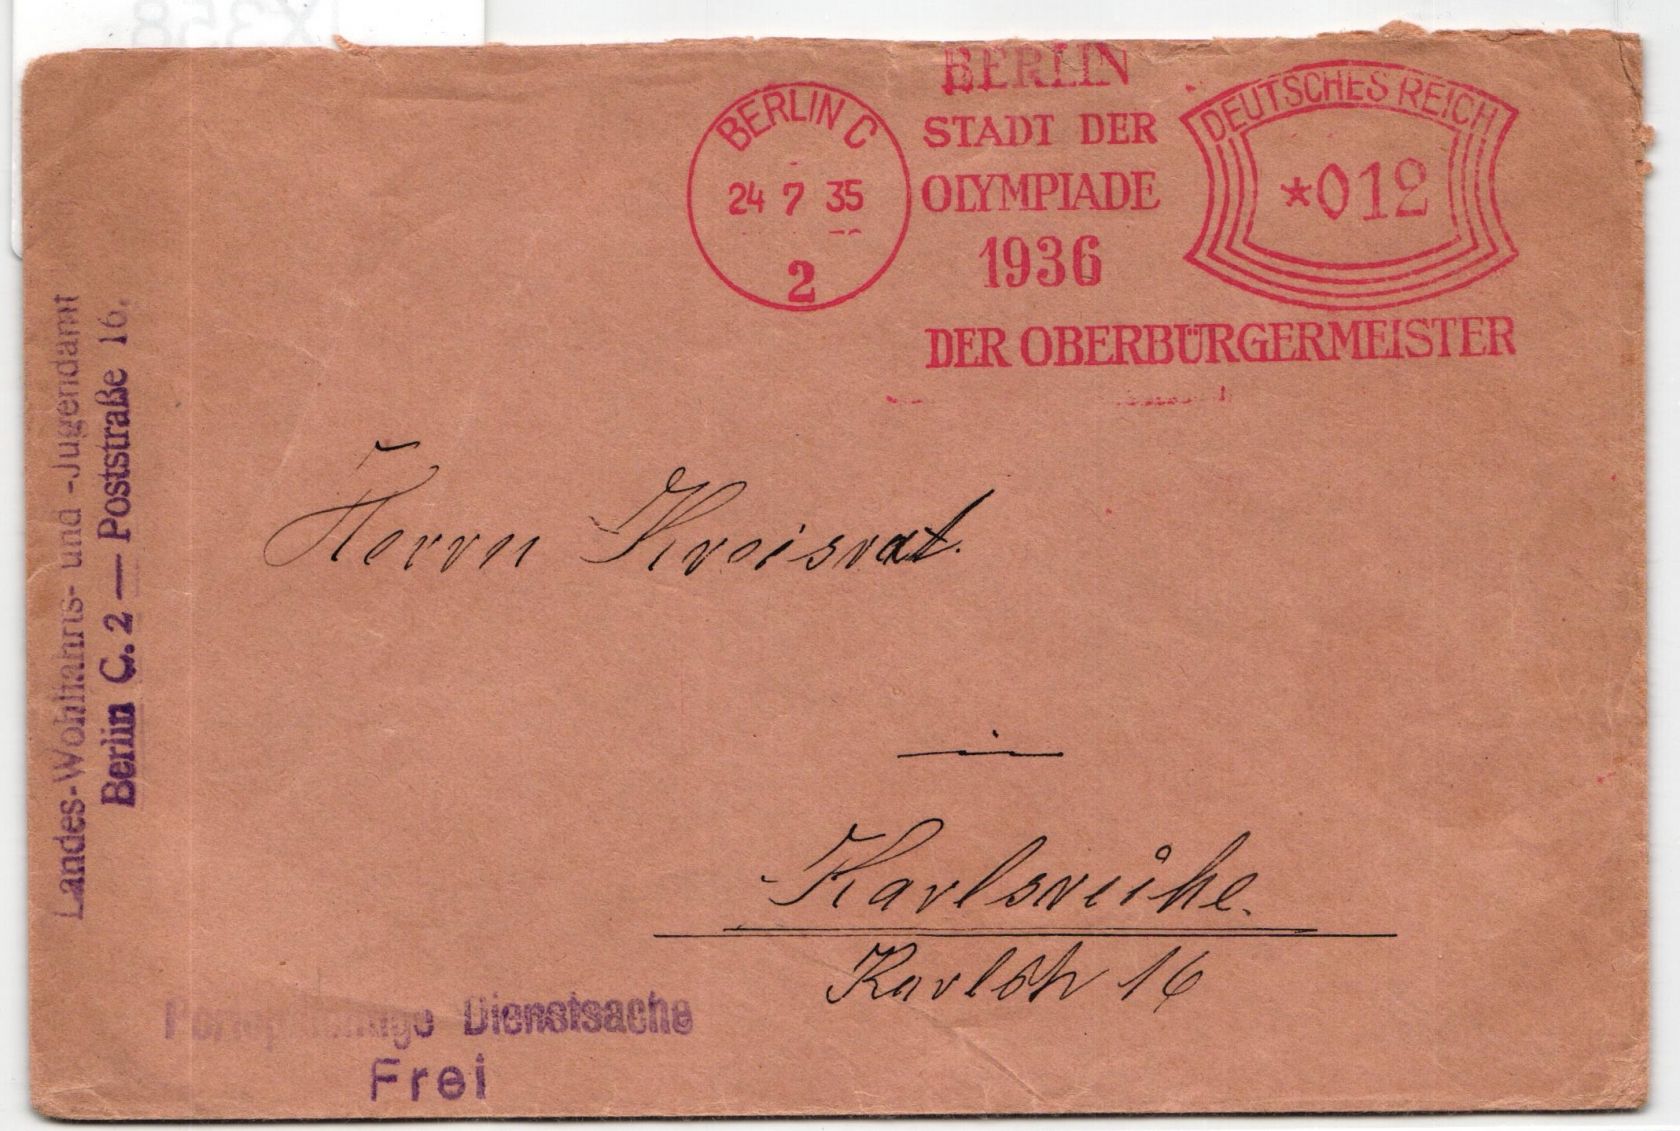 BERLIN
STADT DER
OLYMPIADE
1936
DER OBERBÜRGERMEISTER
BERLIN C
24 7 35
2
DEUTSCHES REICH
*012
Landes-Wohlfahrts- und -Jugendamt
Berlin C. 2 — Poststraße 16.
Herrn Kreisrat.
in
Karlsruhe.
Karlstr 16
Portopflichtige Dienstsache
Frei